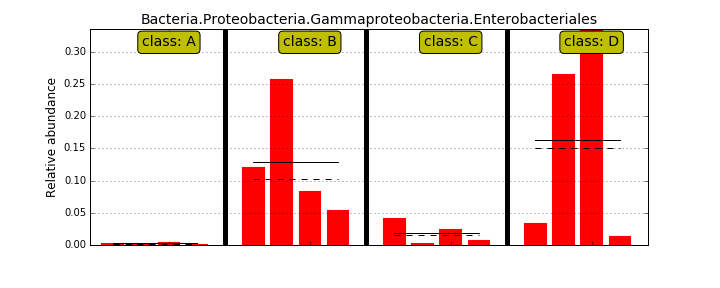 Bacteria.Proteobacteria.Gammaproteobacteria.Enterobacteriales
class: A
class: B
class: C
class: D
Relative abundance
0.30
0.25
0.20
0.15
0.10
0.05
0.00